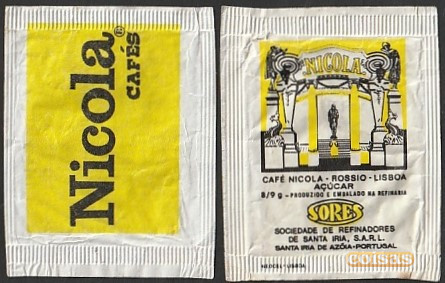 Nicola®
CAFÉS
NICOLA
CAFÉ NICOLA - ROSSIO - LISBOA
AÇÚCAR
8/9 g - PRODUZIDO E EMBALADO NA REFINARIA
SORES
SOCIEDADE DE REFINADORES
DE SANTA IRIA, S.A.R.L.
SANTA IRIA DE AZÓIA - PORTUGAL
coisas